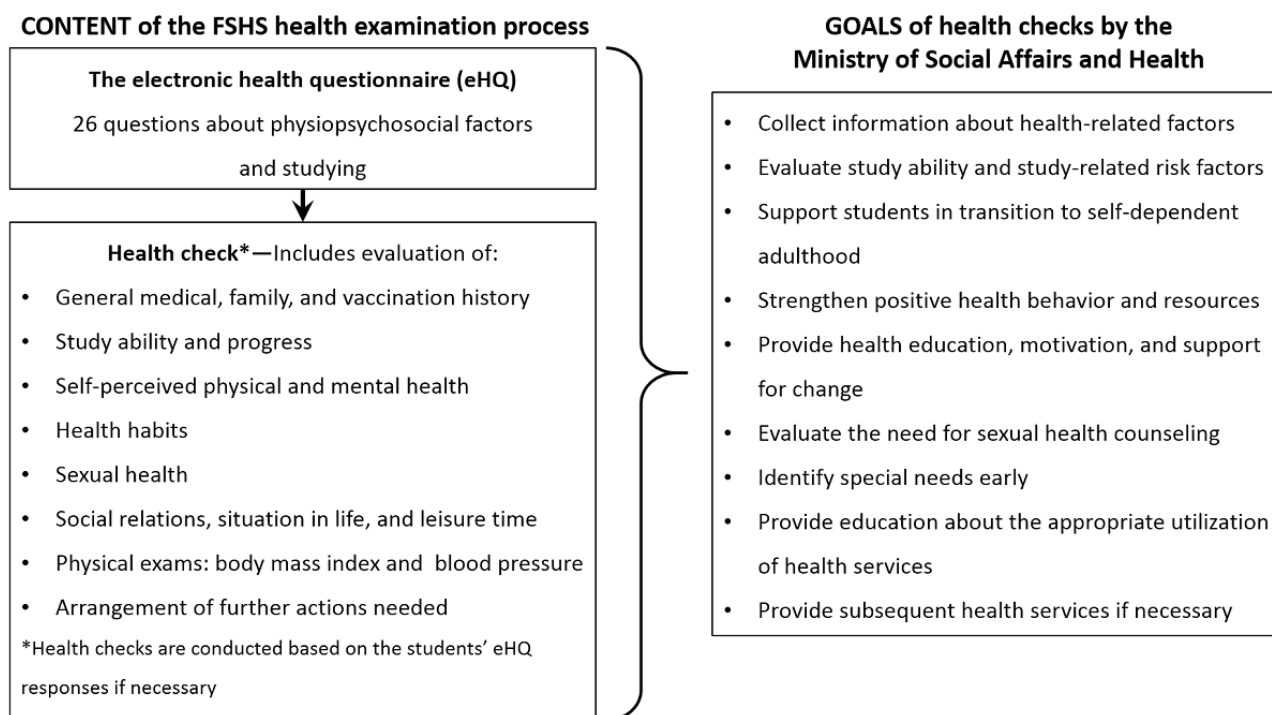 CONTENT of the FSHS health examination process
The electronic health questionnaire (eHQ)
26 questions about physiopsychosocial factors
and studying
Health check*—Includes evaluation of:
• General medical, family, and vaccination history
• Study ability and progress
• Self-perceived physical and mental health
• Health habits
• Sexual health
• Social relations, situation in life, and leisure time
• Physical exams: body mass index and blood pressure
• Arrangement of further actions needed
*Health checks are conducted based on the students’ eHQ
responses if necessary
GOALS of health checks by the
Ministry of Social Affairs and Health
• Collect information about health-related factors
• Evaluate study ability and study-related risk factors
• Support students in transition to self-dependent
adulthood
• Strengthen positive health behavior and resources
• Provide health education, motivation, and support
for change
• Evaluate the need for sexual health counseling
• Identify special needs early
• Provide education about the appropriate utilization
of health services
• Provide subsequent health services if necessary